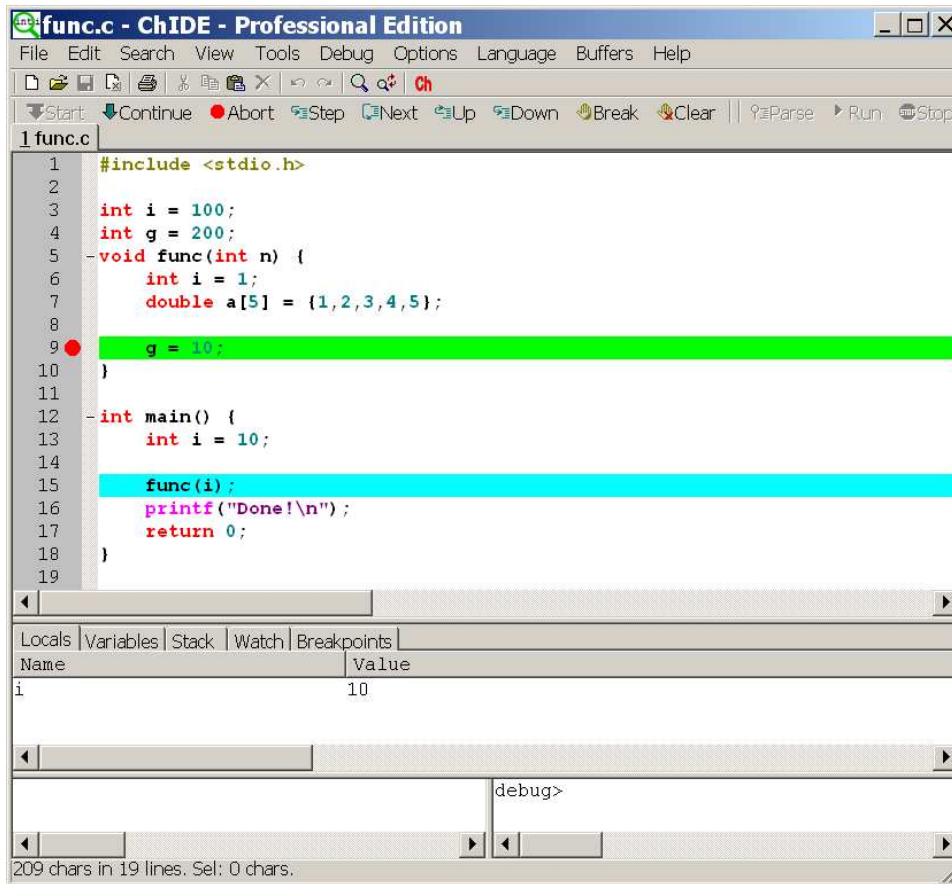 func.c - ChIDE - Professional Edition
File Edit Search View Tools Debug Options Language Buffers Help
Ch
Start Continue Abort Step Next Up Down Break Clear Parse Run Stop
1 func.c
1 #include <stdio.h>
2
3 int i = 100;
4 int g = 200;
5 void func(int n) {
6 int i = 1;
7 double a[5] = {1,2,3,4,5};
8
9 g = 10;
10 }
11
12 int main() {
13 int i = 10;
14
15 func(i);
16 printf("Done!\n");
17 return 0;
18 }
19
Locals Variables Stack Watch Breakpoints
Name Value
i 10
debug>
209 chars in 19 lines. Sel: 0 chars.